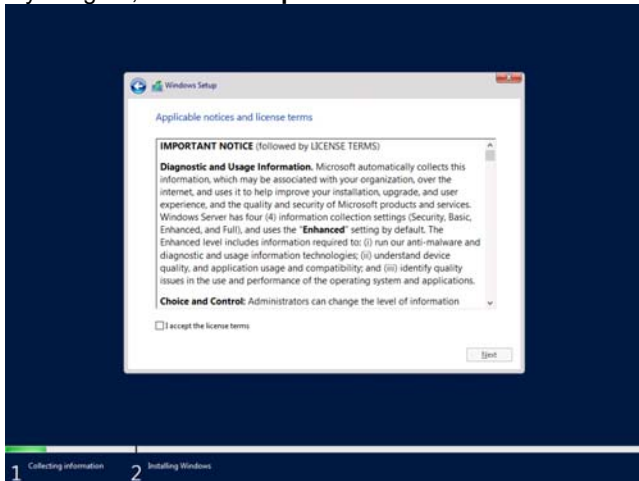 Windows Setup
Applicable notices and license terms
IMPORTANT NOTICE (followed by LICENSE TERMS)
Diagnostic and Usage Information. Microsoft automatically collects this
information, which may be associated with your organization, over the
internet, and uses it to help improve your installation, upgrade, and user
experience, and the quality and security of Microsoft products and services.
Windows Server has four (4) information collection settings (Security, Basic,
Enhanced, and Full), and uses the "Enhanced" setting by default. The
Enhanced level includes information required to: (i) run our anti-malware and
diagnostic and usage information technologies; (ii) understand device
quality, and application usage and compatibility; and (iii) identify quality
issues in the use and performance of the operating system and applications.
Choice and Control: Administrators can change the level of information
I accept the license terms
Next
1 Collecting information
2 Installing Windows